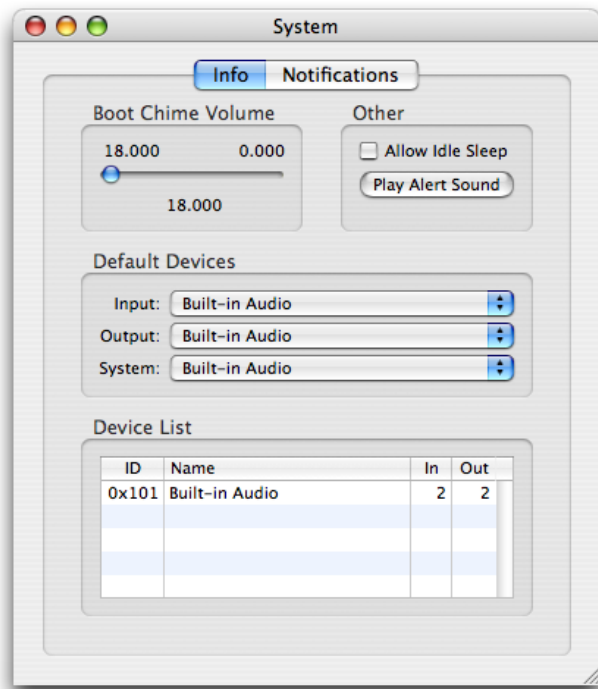 System
Info Notifications
Boot Chime Volume
18.000 0.000
18.000
Other
Allow Idle Sleep
Play Alert Sound
Default Devices
Input: Built-in Audio
Output: Built-in Audio
System: Built-in Audio
Device List
ID Name In Out
0x101 Built-in Audio 2 2